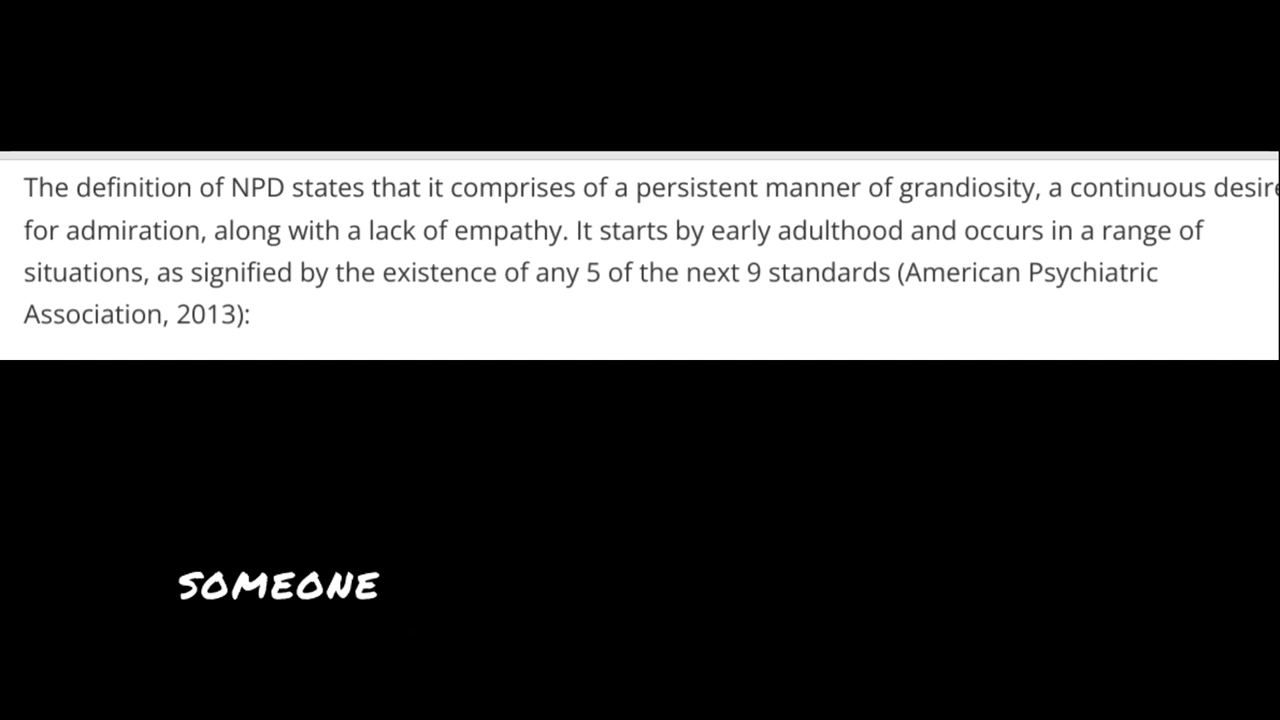 The definition of NPD states that it comprises of a persistent manner of grandiosity, a continuous desire
for admiration, along with a lack of empathy. It starts by early adulthood and occurs in a range of
situations, as signified by the existence of any 5 of the next 9 standards (American Psychiatric
Association, 2013):
SOMEONE